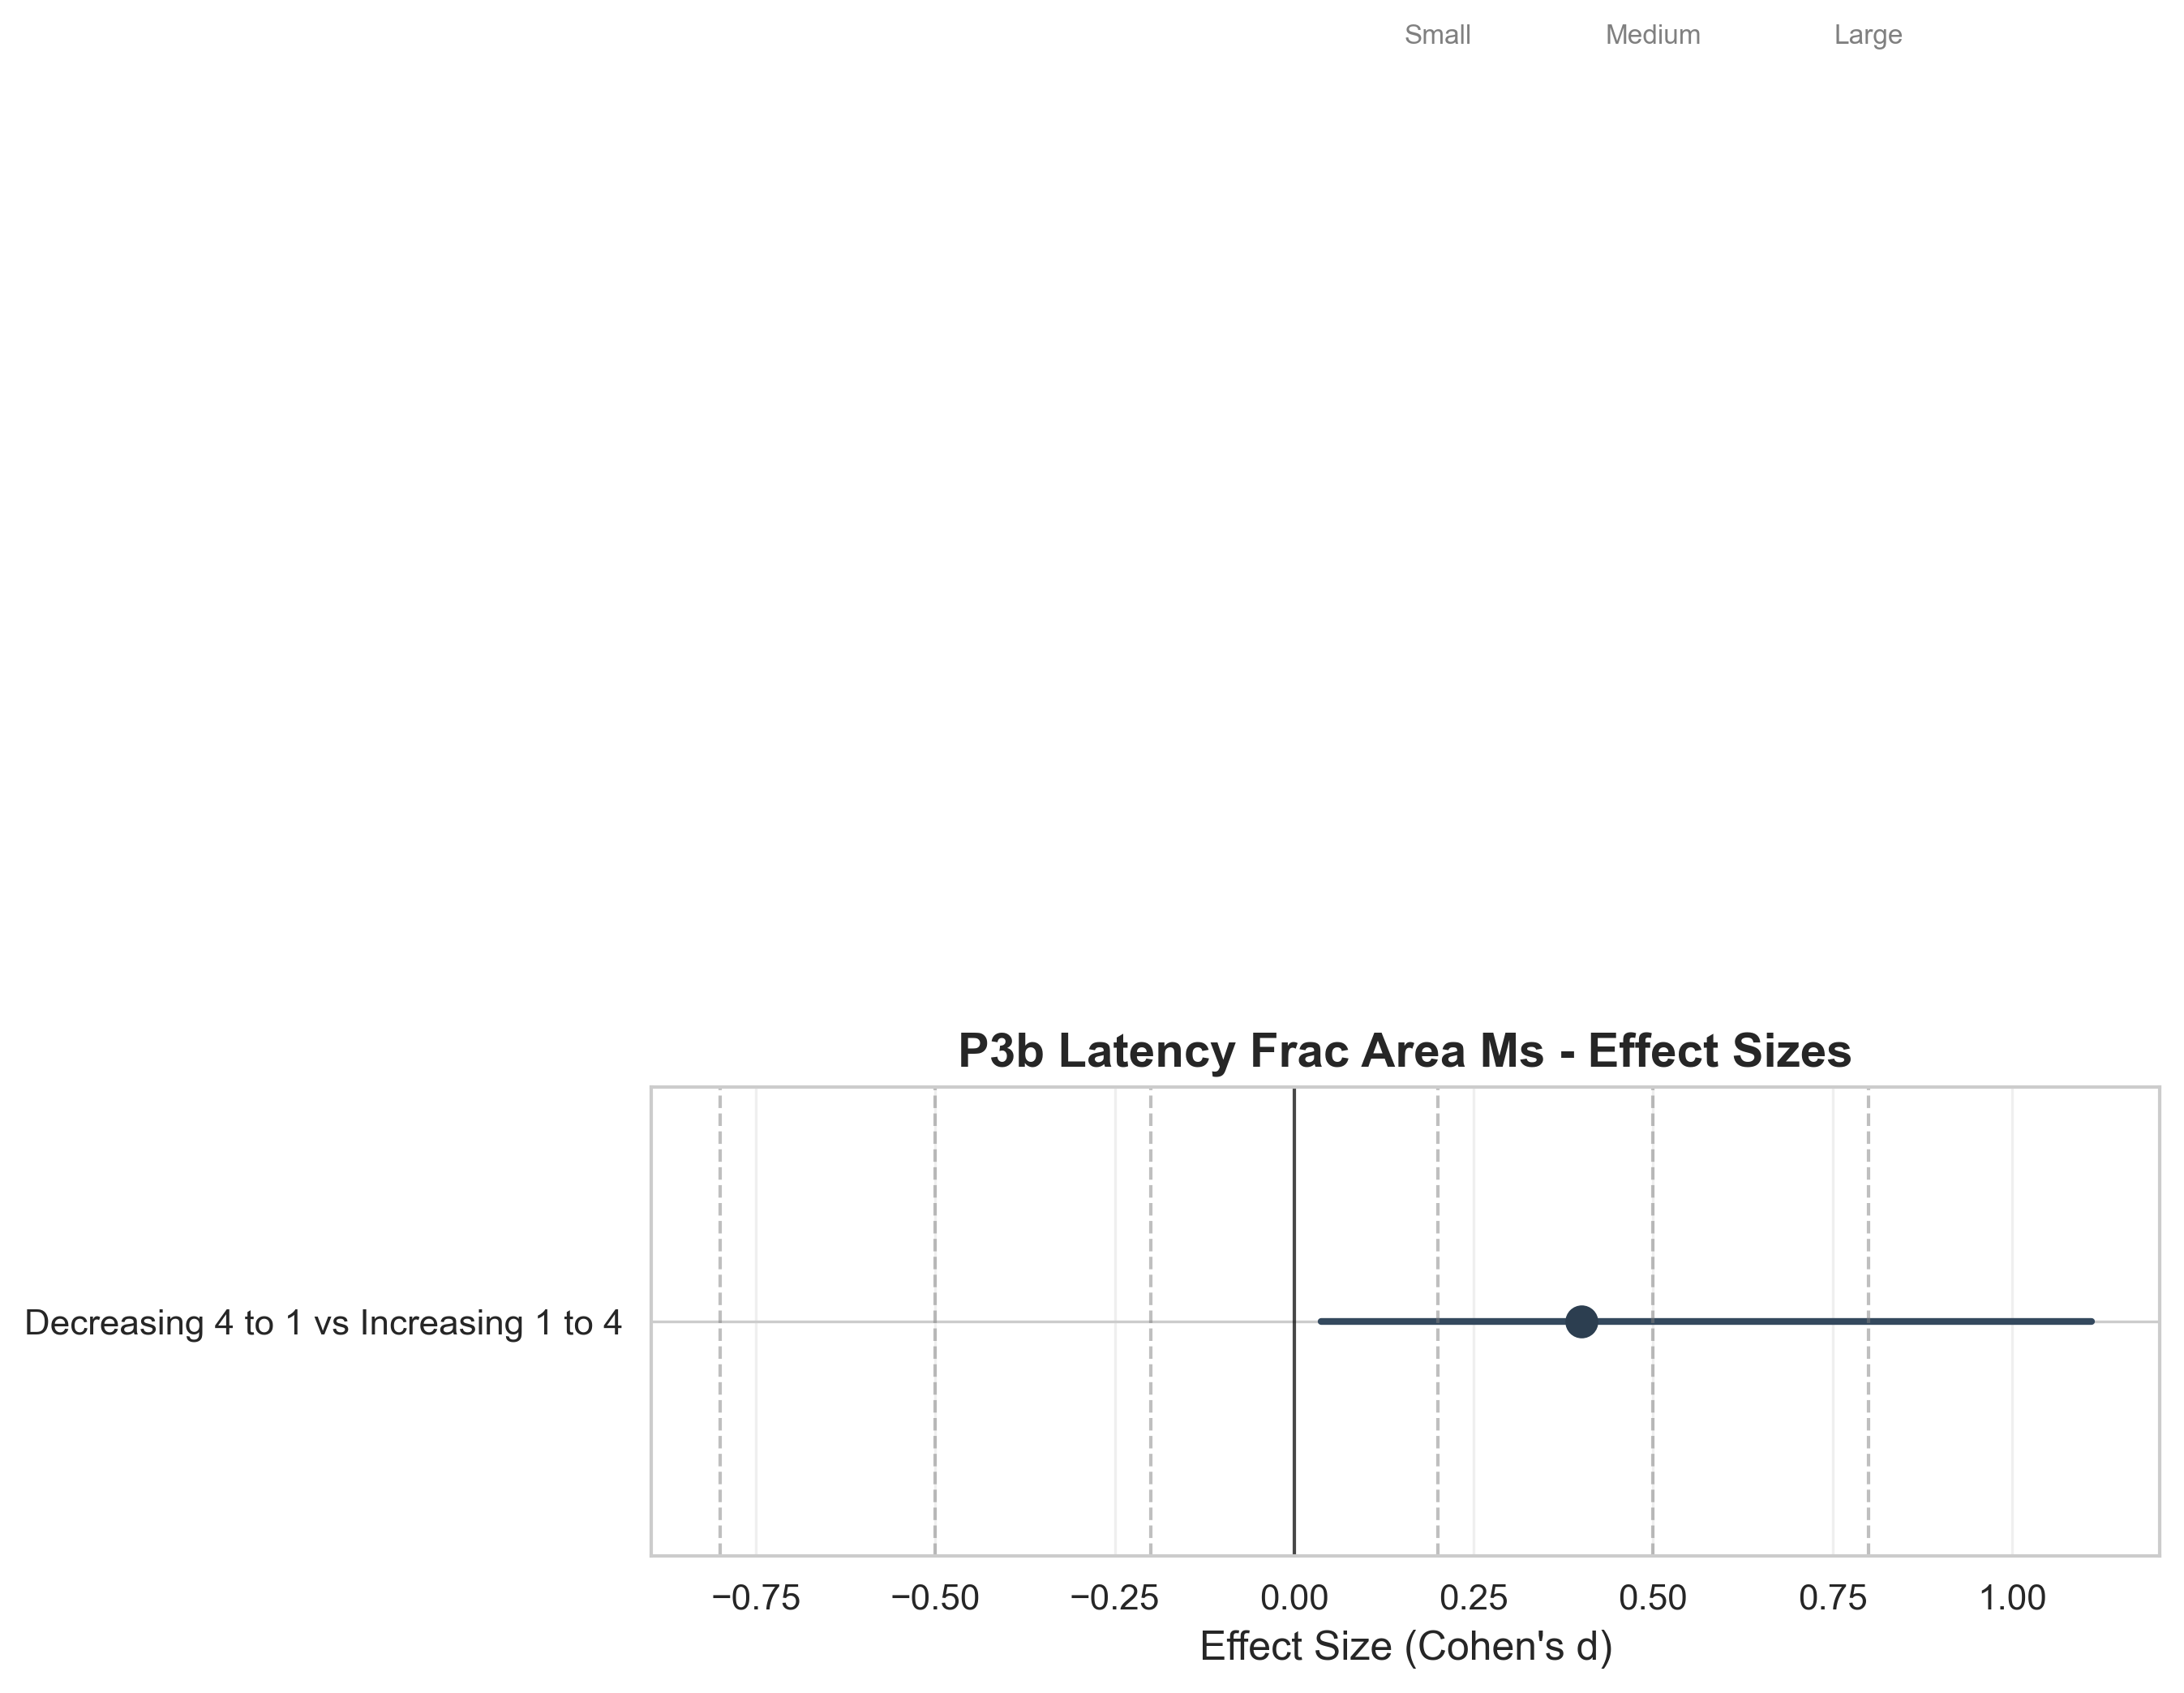 Small Medium Large
P3b Latency Frac Area Ms - Effect Sizes
Decreasing 4 to 1 vs Increasing 1 to 4
−0.75 −0.50 −0.25 0.00 0.25 0.50 0.75 1.00
Effect Size (Cohen's d)